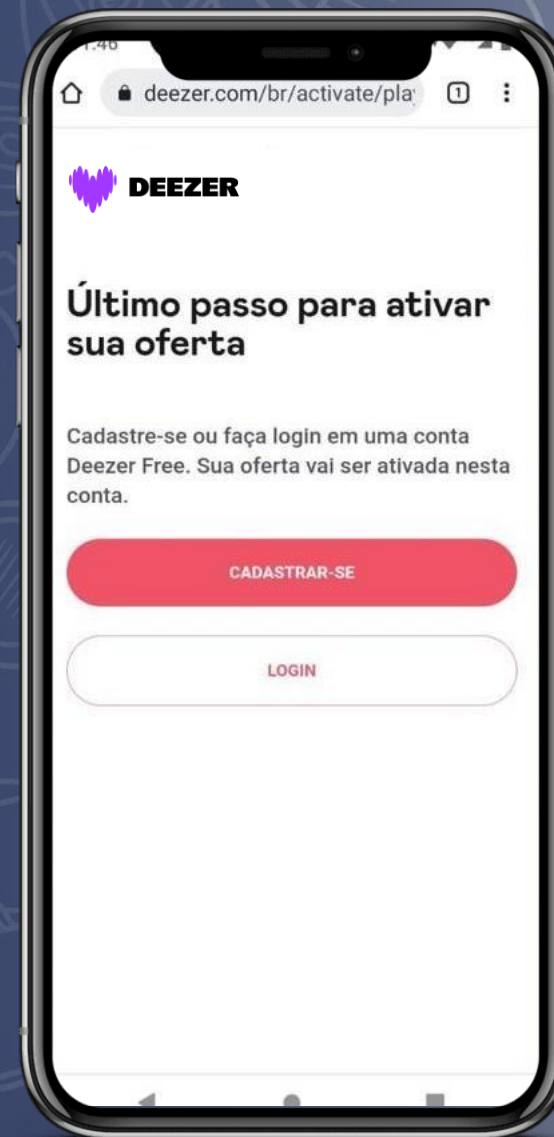 deezer.com/br/activate/pla
1
DEEZER
Último passo para ativar
sua oferta
Cadastre-se ou faça login em uma conta
Deezer Free. Sua oferta vai ser ativada nesta
conta.
CADASTRAR-SE
LOGIN